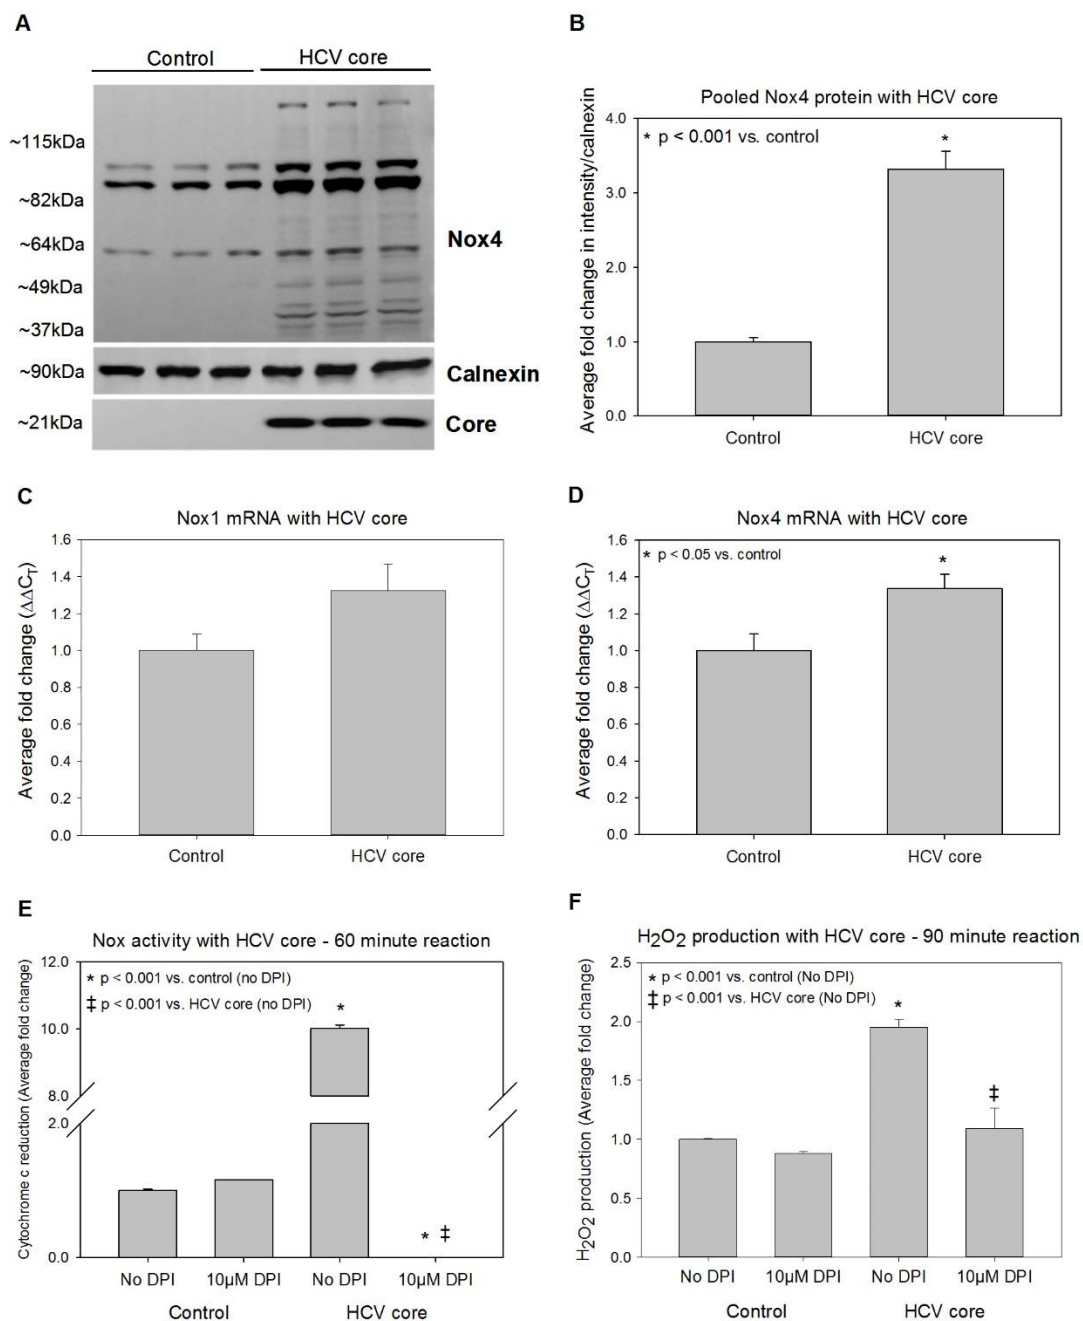 A
Control HCV core
~115kDa
~82kDa
~64kDa
~49kDa
~37kDa
Nox4
~90kDa Calnexin
~21kDa Core
B
Pooled Nox4 protein with HCV core
* p < 0.001 vs. control
*
Average fold change in intensity/calnexin
4.0
3.0
2.0
1.0
0.0
Control HCV core
C
Nox1 mRNA with HCV core
Average fold change (ΔΔC_T)
1.6
1.4
1.2
1.0
0.8
0.6
0.4
0.2
0.0
Control HCV core
D
Nox4 mRNA with HCV core
* p < 0.05 vs. control
*
Average fold change (ΔΔC_T)
1.6
1.4
1.2
1.0
0.8
0.6
0.4
0.2
0.0
Control HCV core
E
Nox activity with HCV core - 60 minute reaction
* p < 0.001 vs. control (no DPI)
‡ p < 0.001 vs. HCV core (no DPI)
*
* ‡
Cytochrome c reduction (Average fold change)
12.0
10.0
8.0
2.0
0.0
No DPI 10µM DPI No DPI 10µM DPI
Control HCV core
F
H₂O₂ production with HCV core - 90 minute reaction
* p < 0.001 vs. control (No DPI)
‡ p < 0.001 vs. HCV core (No DPI)
*
‡
H₂O₂ production (Average fold change)
2.5
2.0
1.5
1.0
0.5
0.0
No DPI 10µM DPI No DPI 10µM DPI
Control HCV core